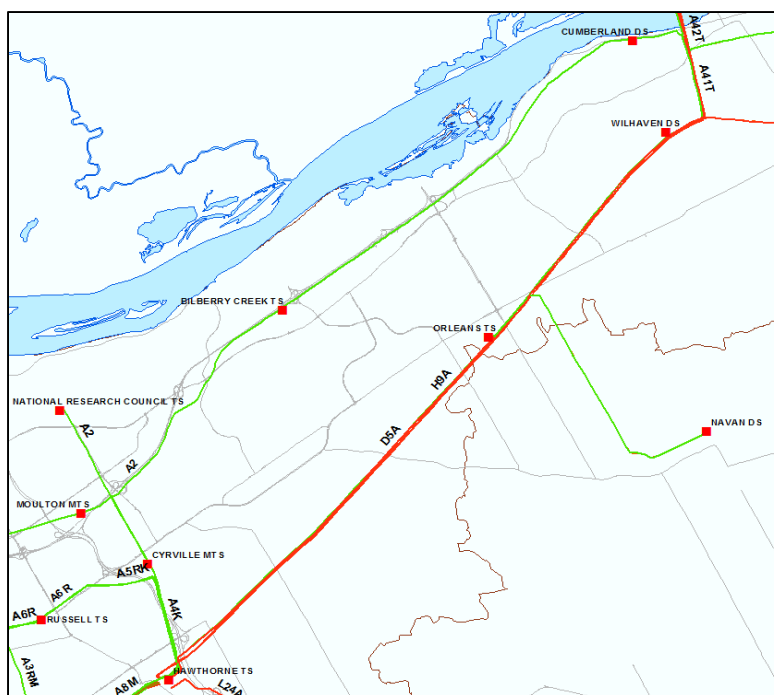 CUMBERLAND DS
A42T
A41T
WILHAVEN DS
BILBERRY CREEK TS
ORLEANS TS
H9A
NATIONAL RESEARCH COUNCIL TS
A2
D5A
NAVAN DS
A2
MOULTON MTS
CYRVILLE MTS
A5RK
A6R
A4K
A6R
RUSSELL TS
A3RM
HAWTHORNE TS
A8M
L24A